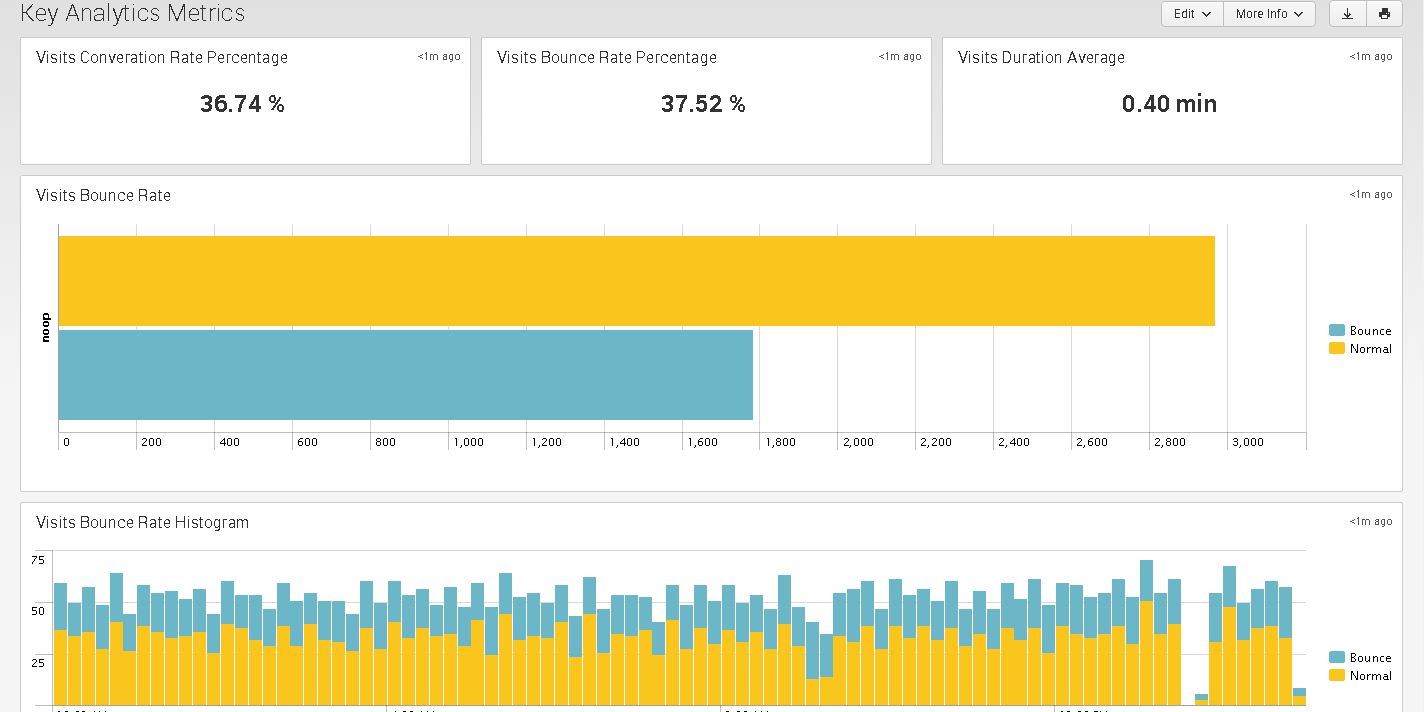 Key Analytics Metrics
Edit
More Info
Visits Converation Rate Percentage
<1m ago
36.74 %
Visits Bounce Rate Percentage
<1m ago
37.52 %
Visits Duration Average
<1m ago
0.40 min
Visits Bounce Rate
<1m ago
noop
Bounce
Normal
0 200 400 600 800 1,000 1,200 1,400 1,600 1,800 2,000 2,200 2,400 2,600 2,800 3,000
Visits Bounce Rate Histogram
<1m ago
75
50
25
Bounce
Normal